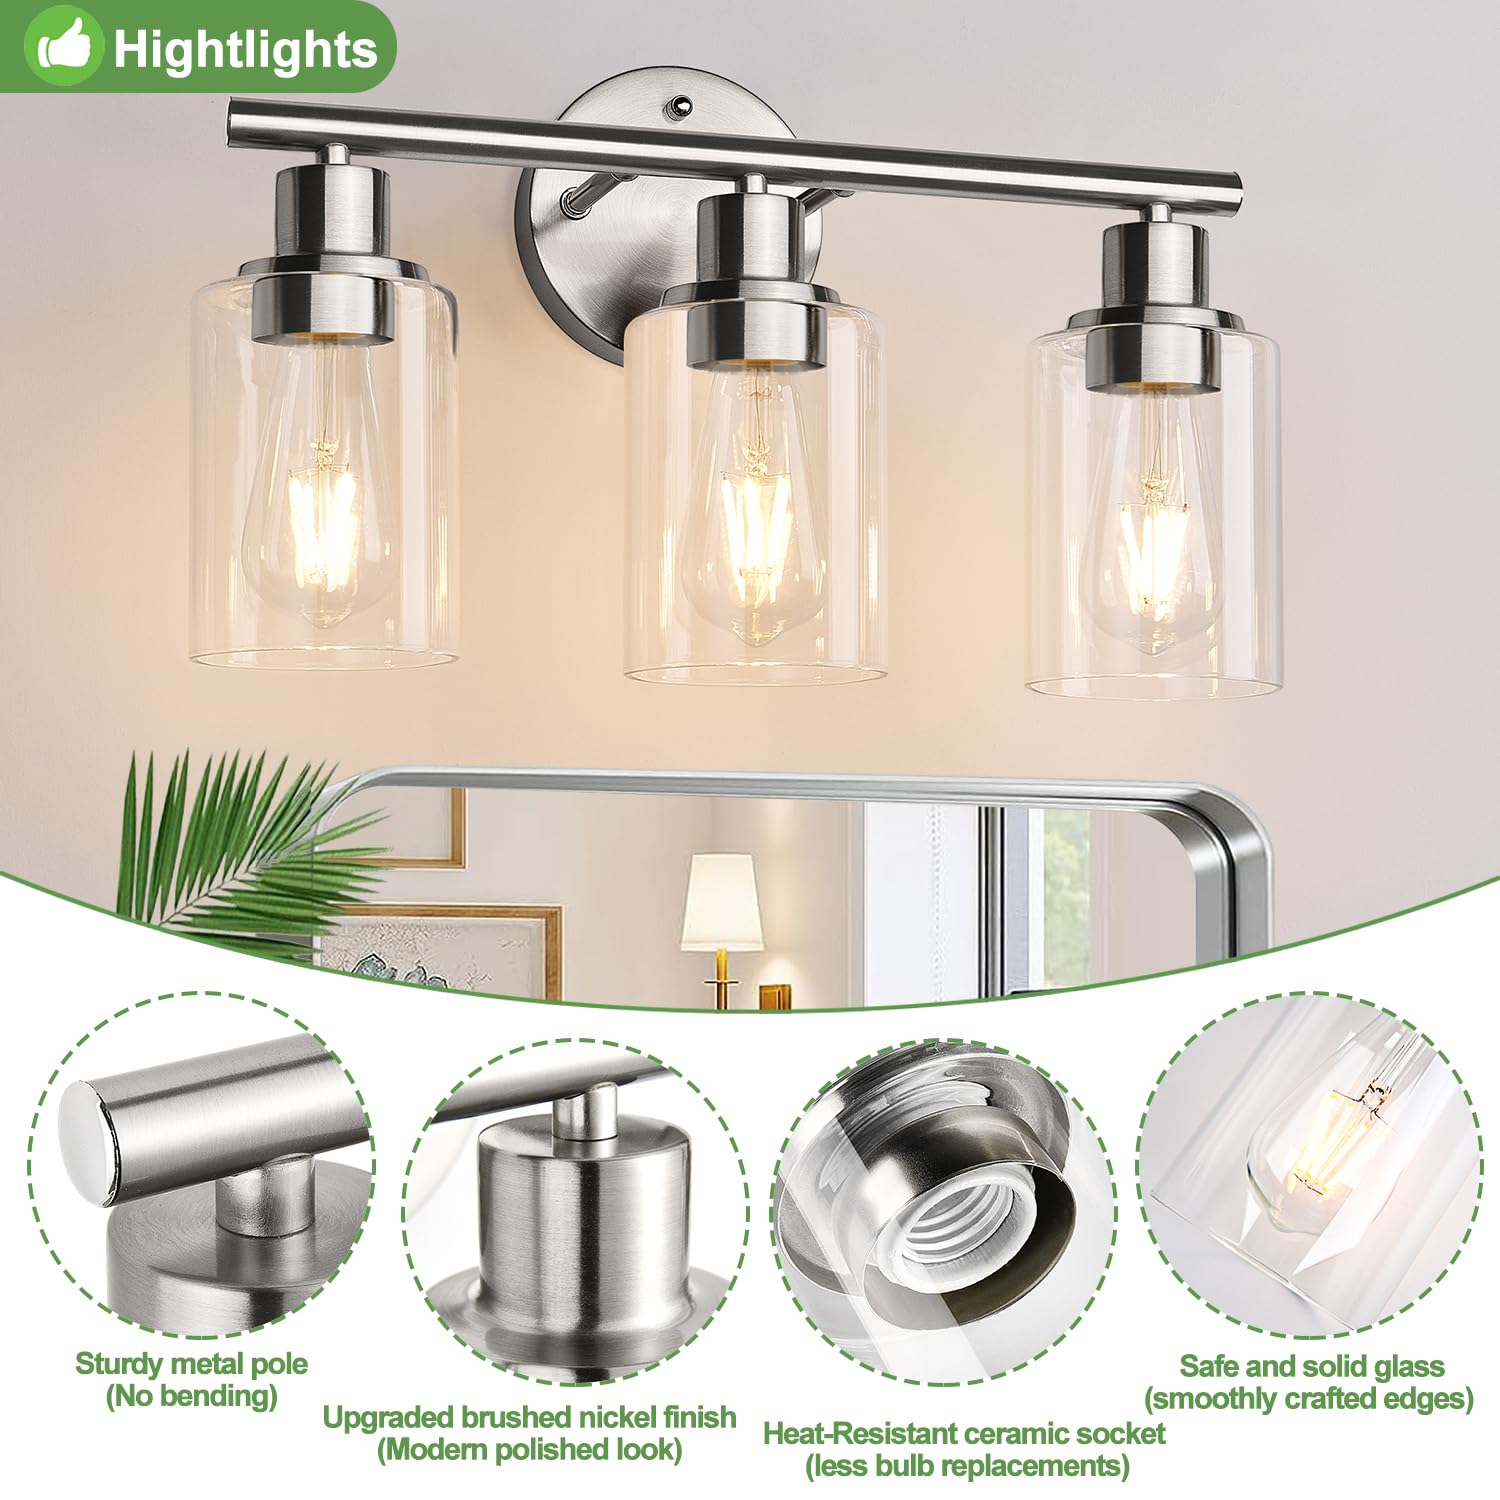 Hightlights
Sturdy metal pole
(No bending)
Upgraded brushed nickel finish
(Modern polished look)
Heat-Resistant ceramic socket
(less bulb replacements)
Safe and solid glass
(smoothly crafted edges)